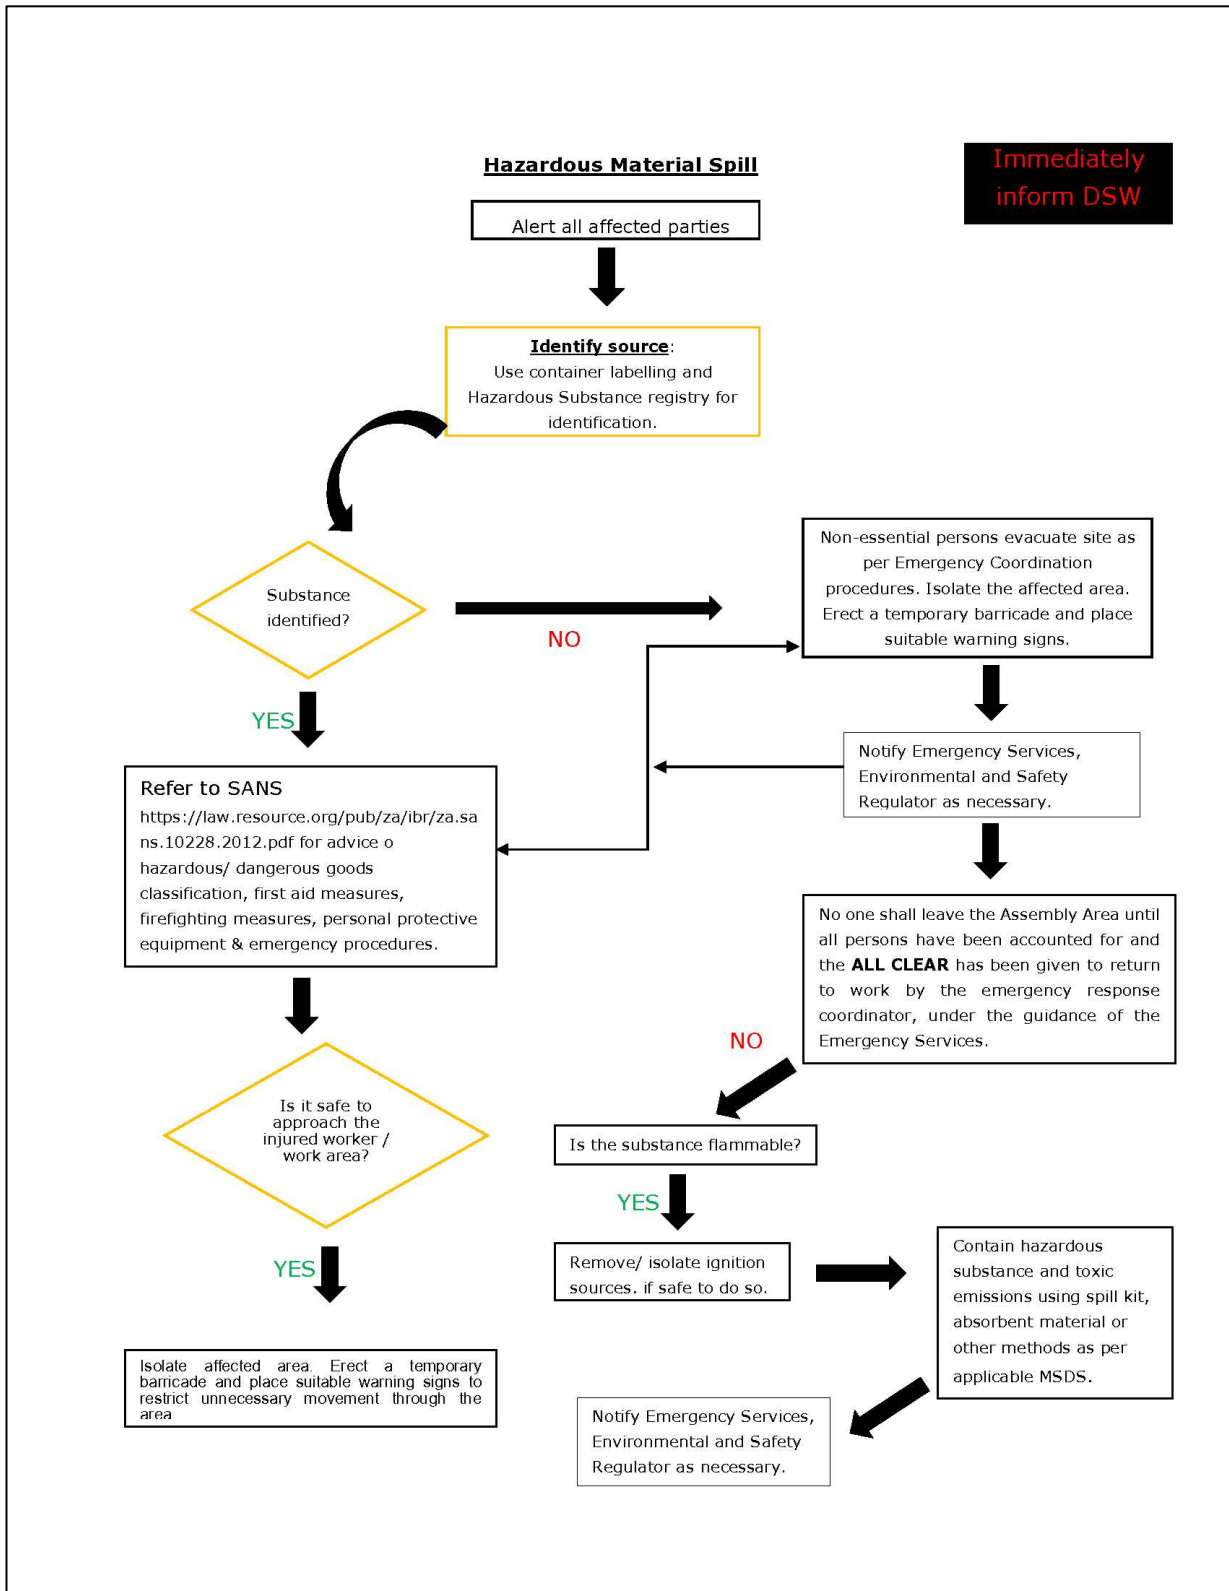 Hazardous Material Spill
Immediately
inform DSW
Alert all affected parties
Identify source:
Use container labelling and
Hazardous Substance registry for
identification.
Substance
identified?
NO
Non-essential persons evacuate site as
per Emergency Coordination
procedures. Isolate the affected area.
Erect a temporary barricade and place
suitable warning signs.
YES
Notify Emergency Services,
Environmental and Safety
Regulator as necessary.
Refer to SANS
https://law.resource.org/pub/za/ibr/za.sa
ns.10228.2012.pdf for advice o
hazardous/ dangerous goods
classification, first aid measures,
firefighting measures, personal protective
equipment & emergency procedures.
No one shall leave the Assembly Area until
all persons have been accounted for and
the ALL CLEAR has been given to return
to work by the emergency response
coordinator, under the guidance of the
Emergency Services.
NO
Is it safe to
approach the
injured worker /
work area?
Is the substance flammable?
YES
YES
Remove/ isolate ignition
sources. if safe to do so.
Contain hazardous
substance and toxic
emissions using spill kit,
absorbent material or
other methods as per
applicable MSDS.
Isolate affected area. Erect a temporary
barricade and place suitable warning signs to
restrict unnecessary movement through the
area
Notify Emergency Services,
Environmental and Safety
Regulator as necessary.